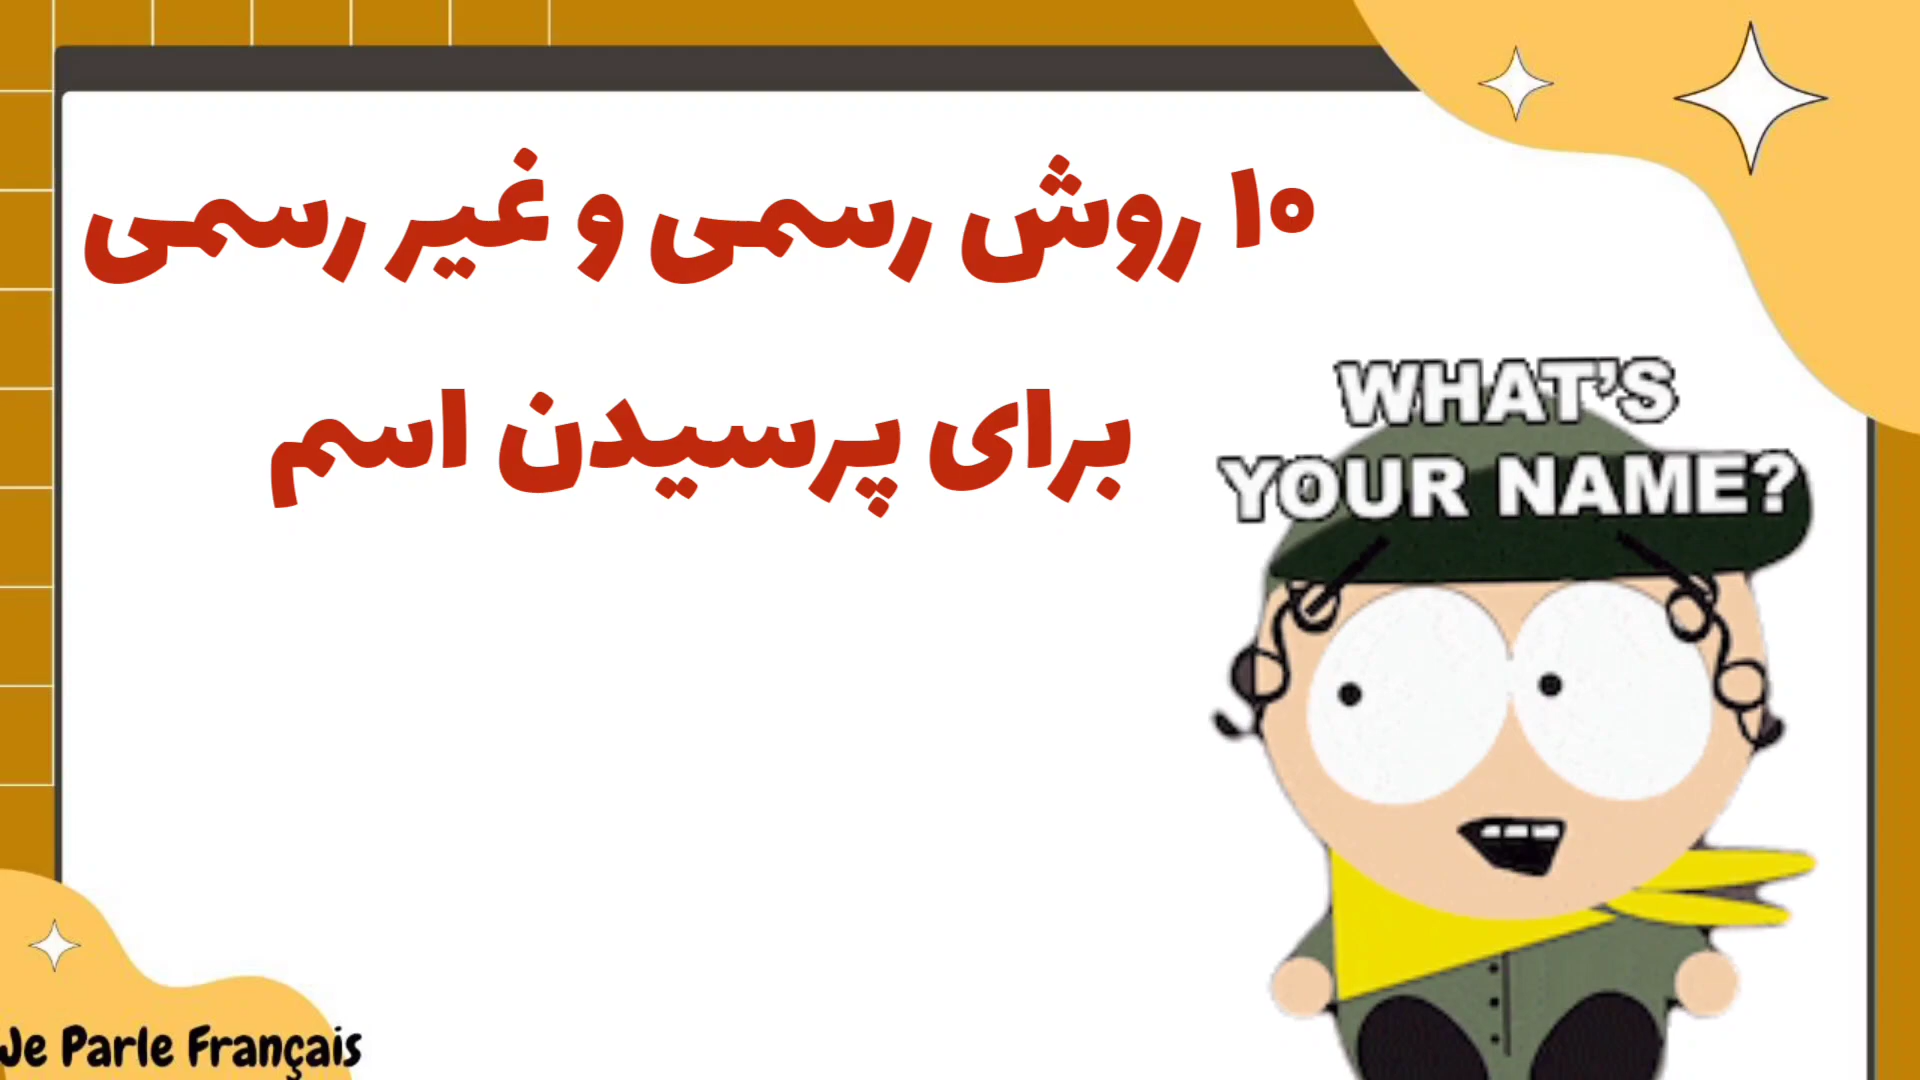 ۱۰ روش رسمی و غیر رسمی
برای پرسیدن اسم
WHAT'S
YOUR NAME?
Je Parle Français